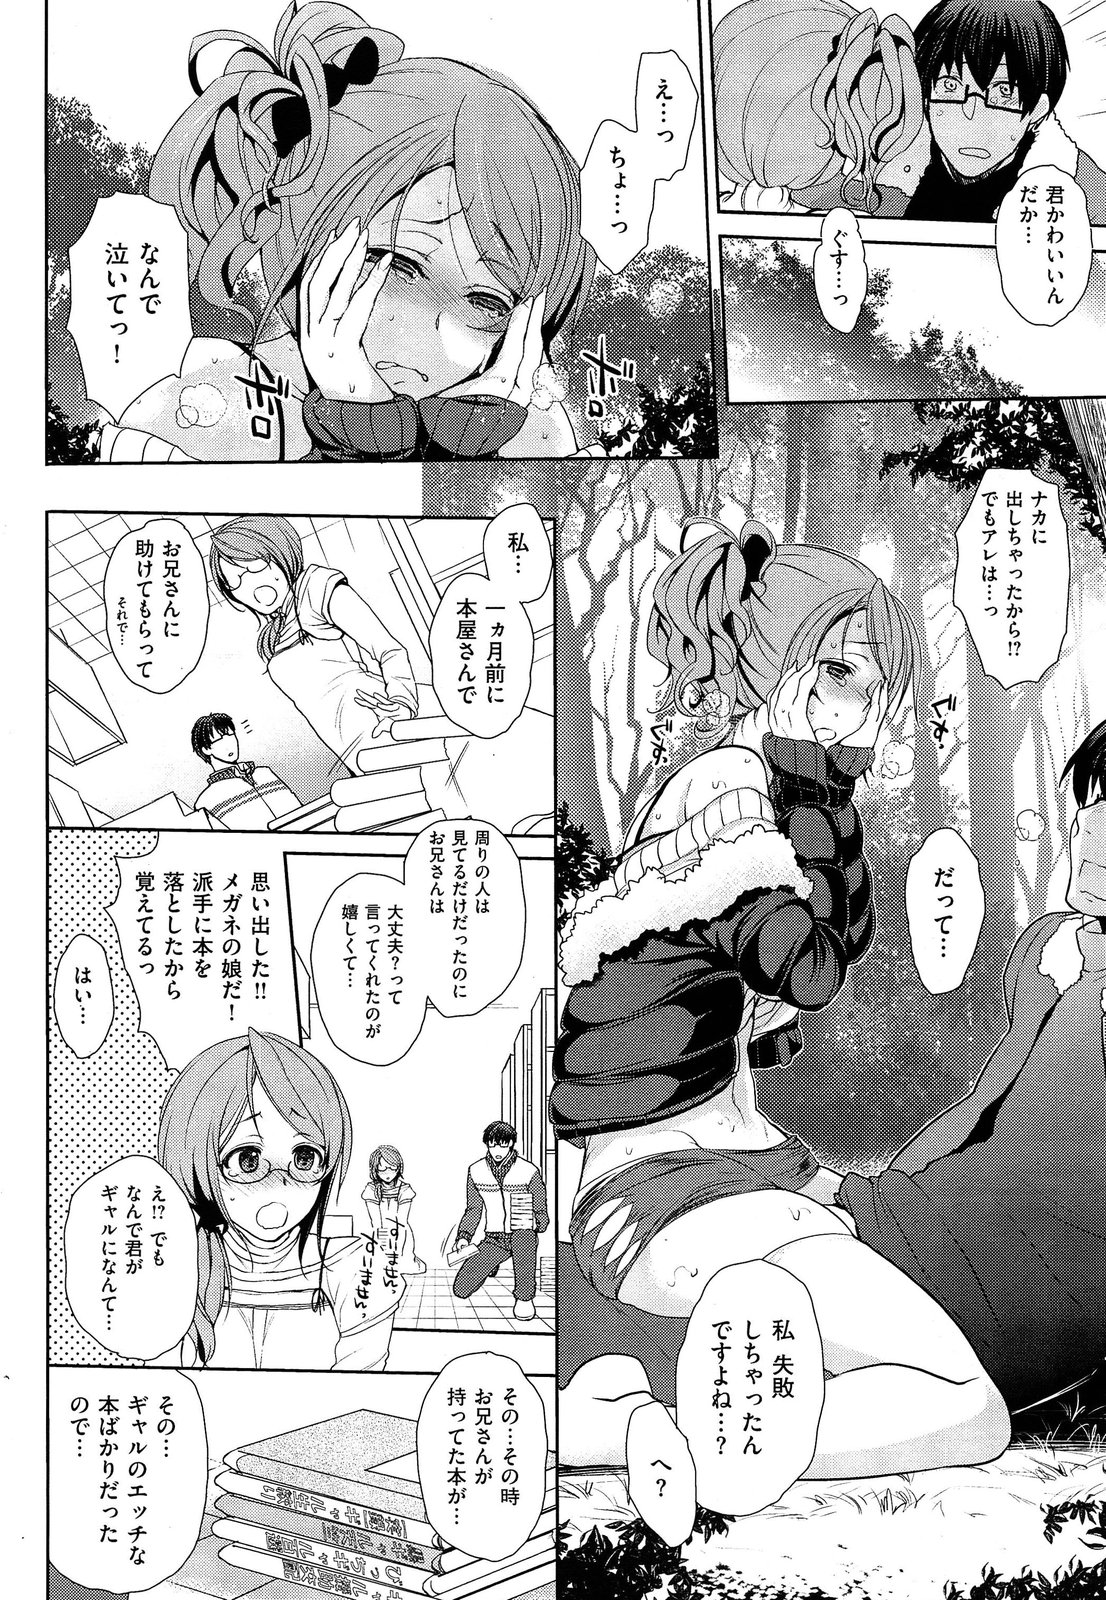 君かわいいん
だか…
ぐす…っ
え…っ
ちょ…っ
なんで
泣いてっ！
ポロ
ポロ
ナカに
出しちゃったから!?
でもアレは…っ
じわ
じわ
だって…
私 失敗
しちゃったん
ですよね…？
へ？
私…
一ヵ月前に
本屋さんで
お兄さんに
助けてもらって
それで…
周りの人は
見てるだけだったのに
お兄さんは
大丈夫？って
言ってくれたのが
嬉しくて…
すいません、
すいません、
思い出した!!
メガネの娘だ！
派手に本を
落としたから
覚えてるっ
はい…
え!? でも
なんで君が
ギャルになんて…
その…その時
お兄さんが
持ってた本が…
その…
ギャルのエッチな
本ばかりだった
ので…